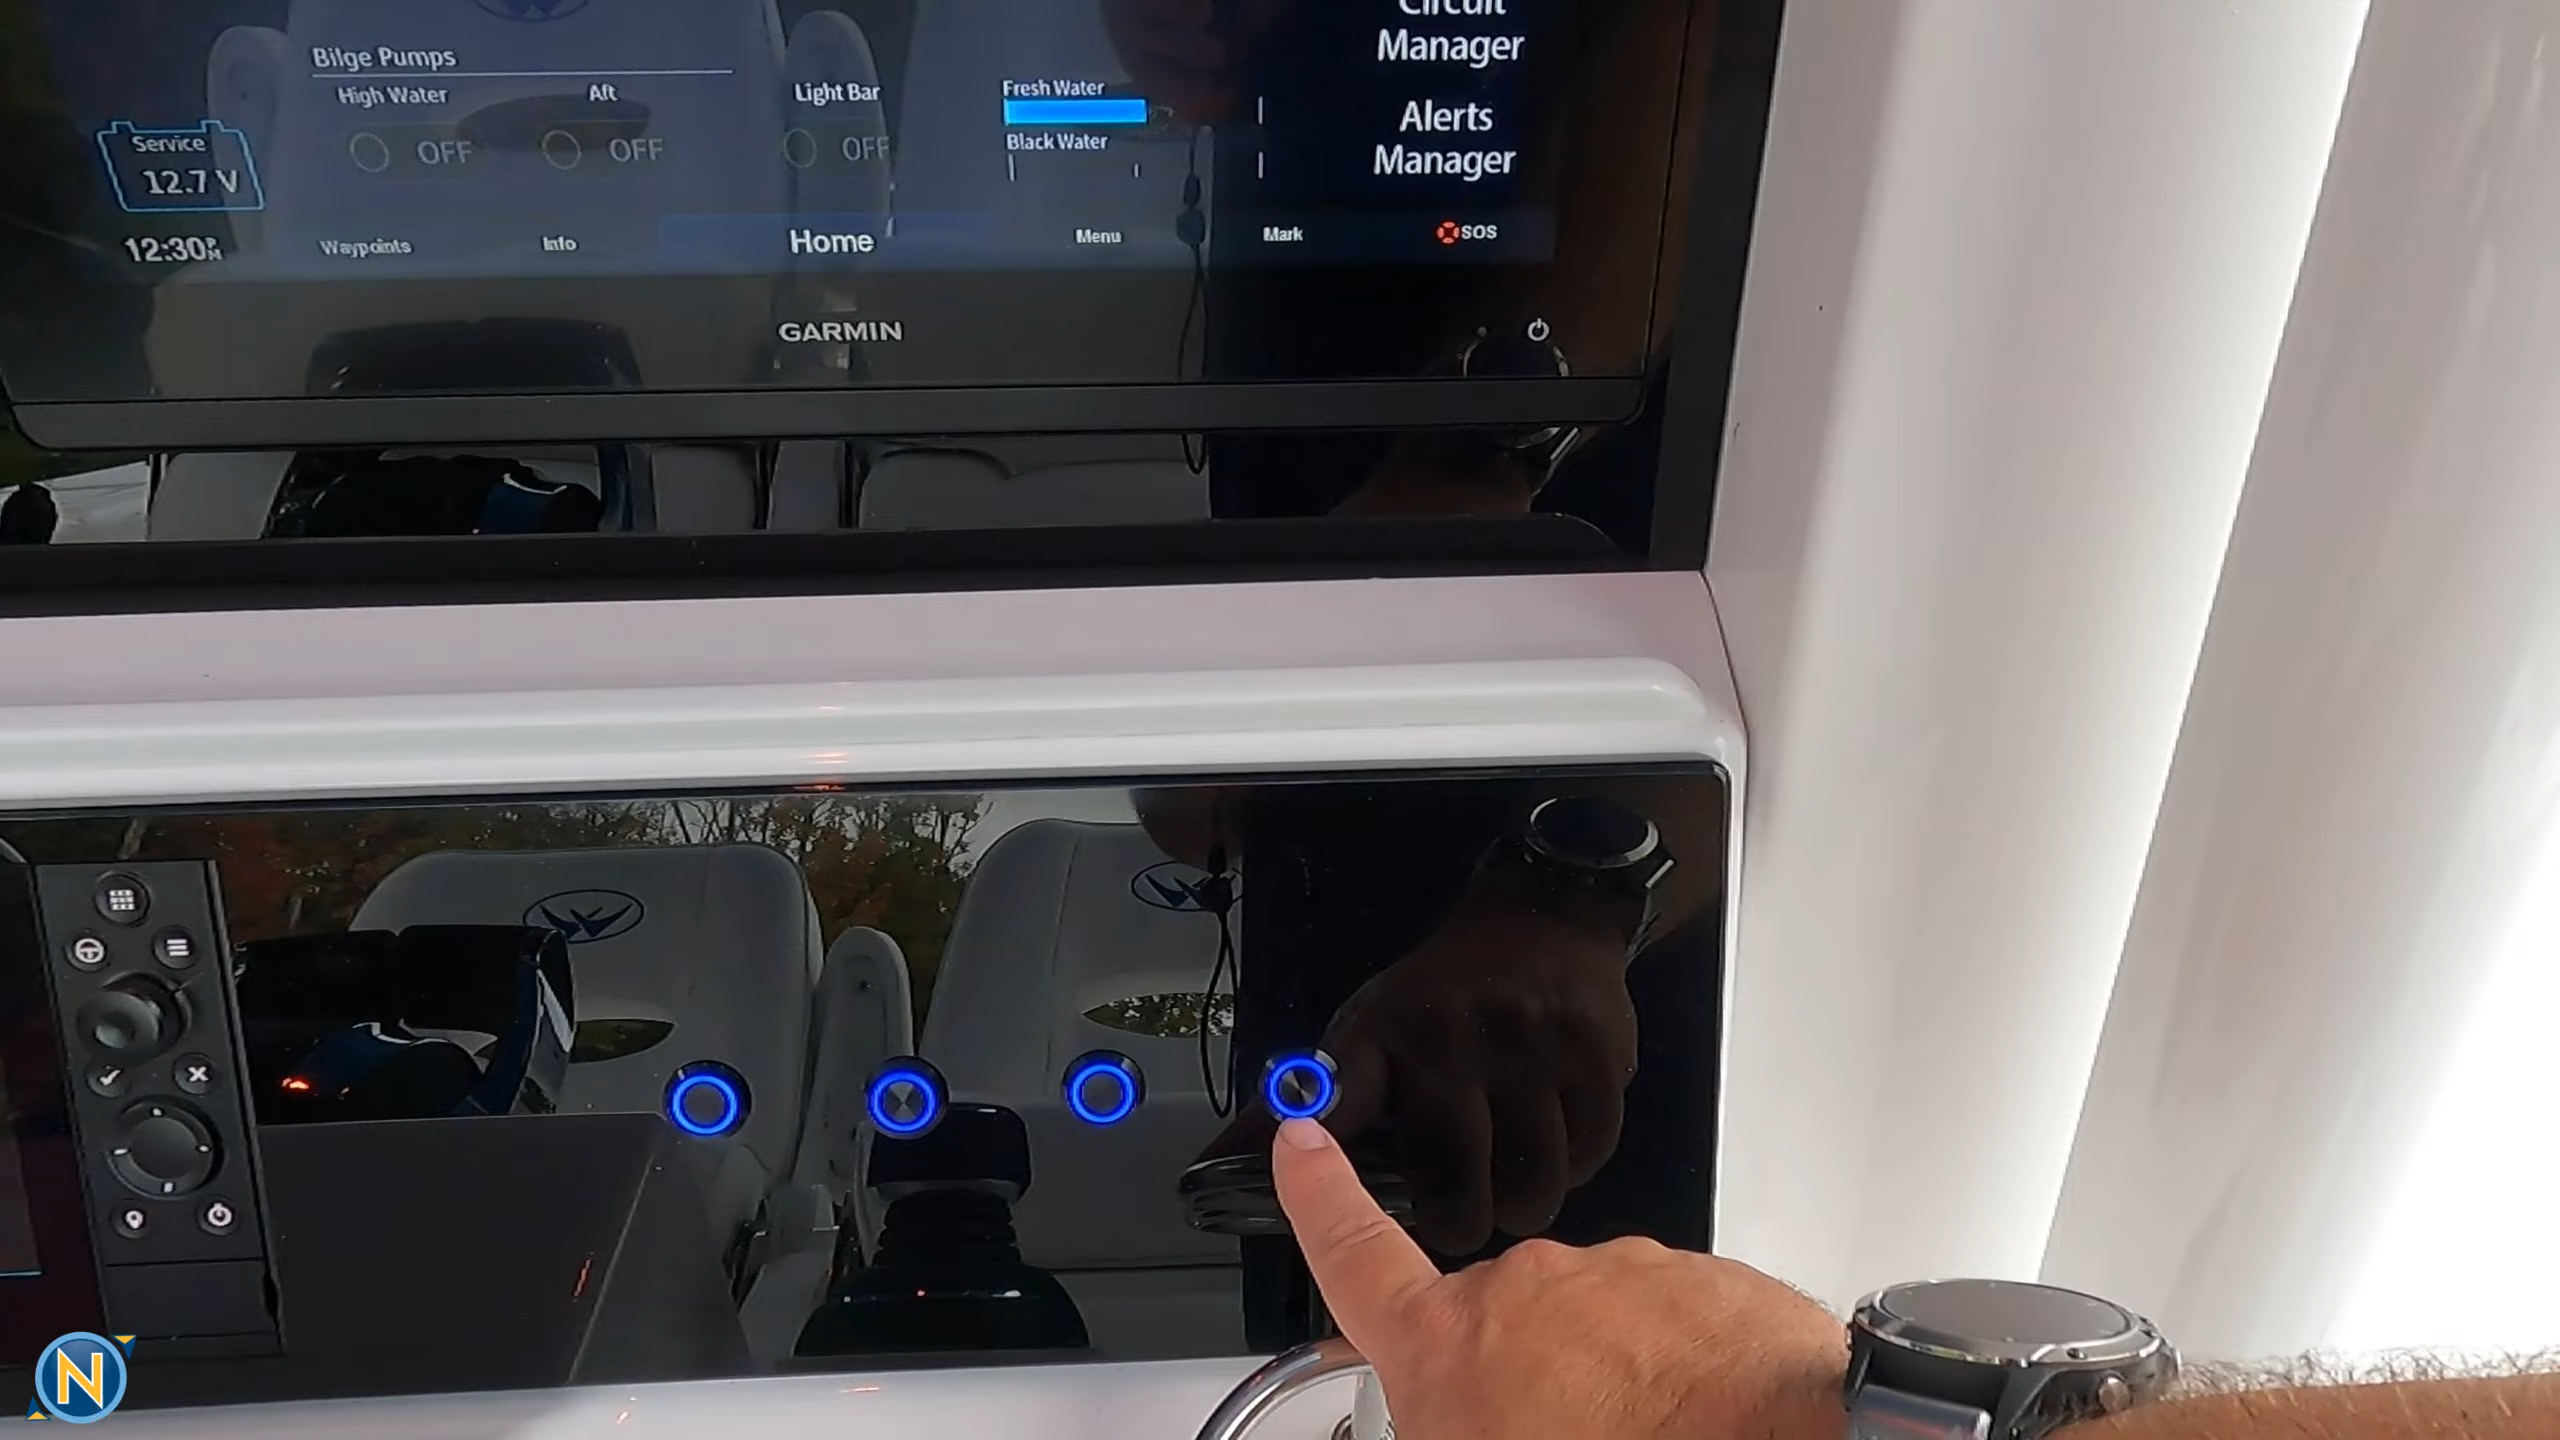 Circuit
Manager
Bilge Pumps
High Water
Aft
Light Bar
Fresh Water
Alerts
Manager
Service
12.7 V
OFF
OFF
OFF
Black Water
12:30PM
Waypoints
Info
Home
Menu
Mark
SOS
GARMIN
N